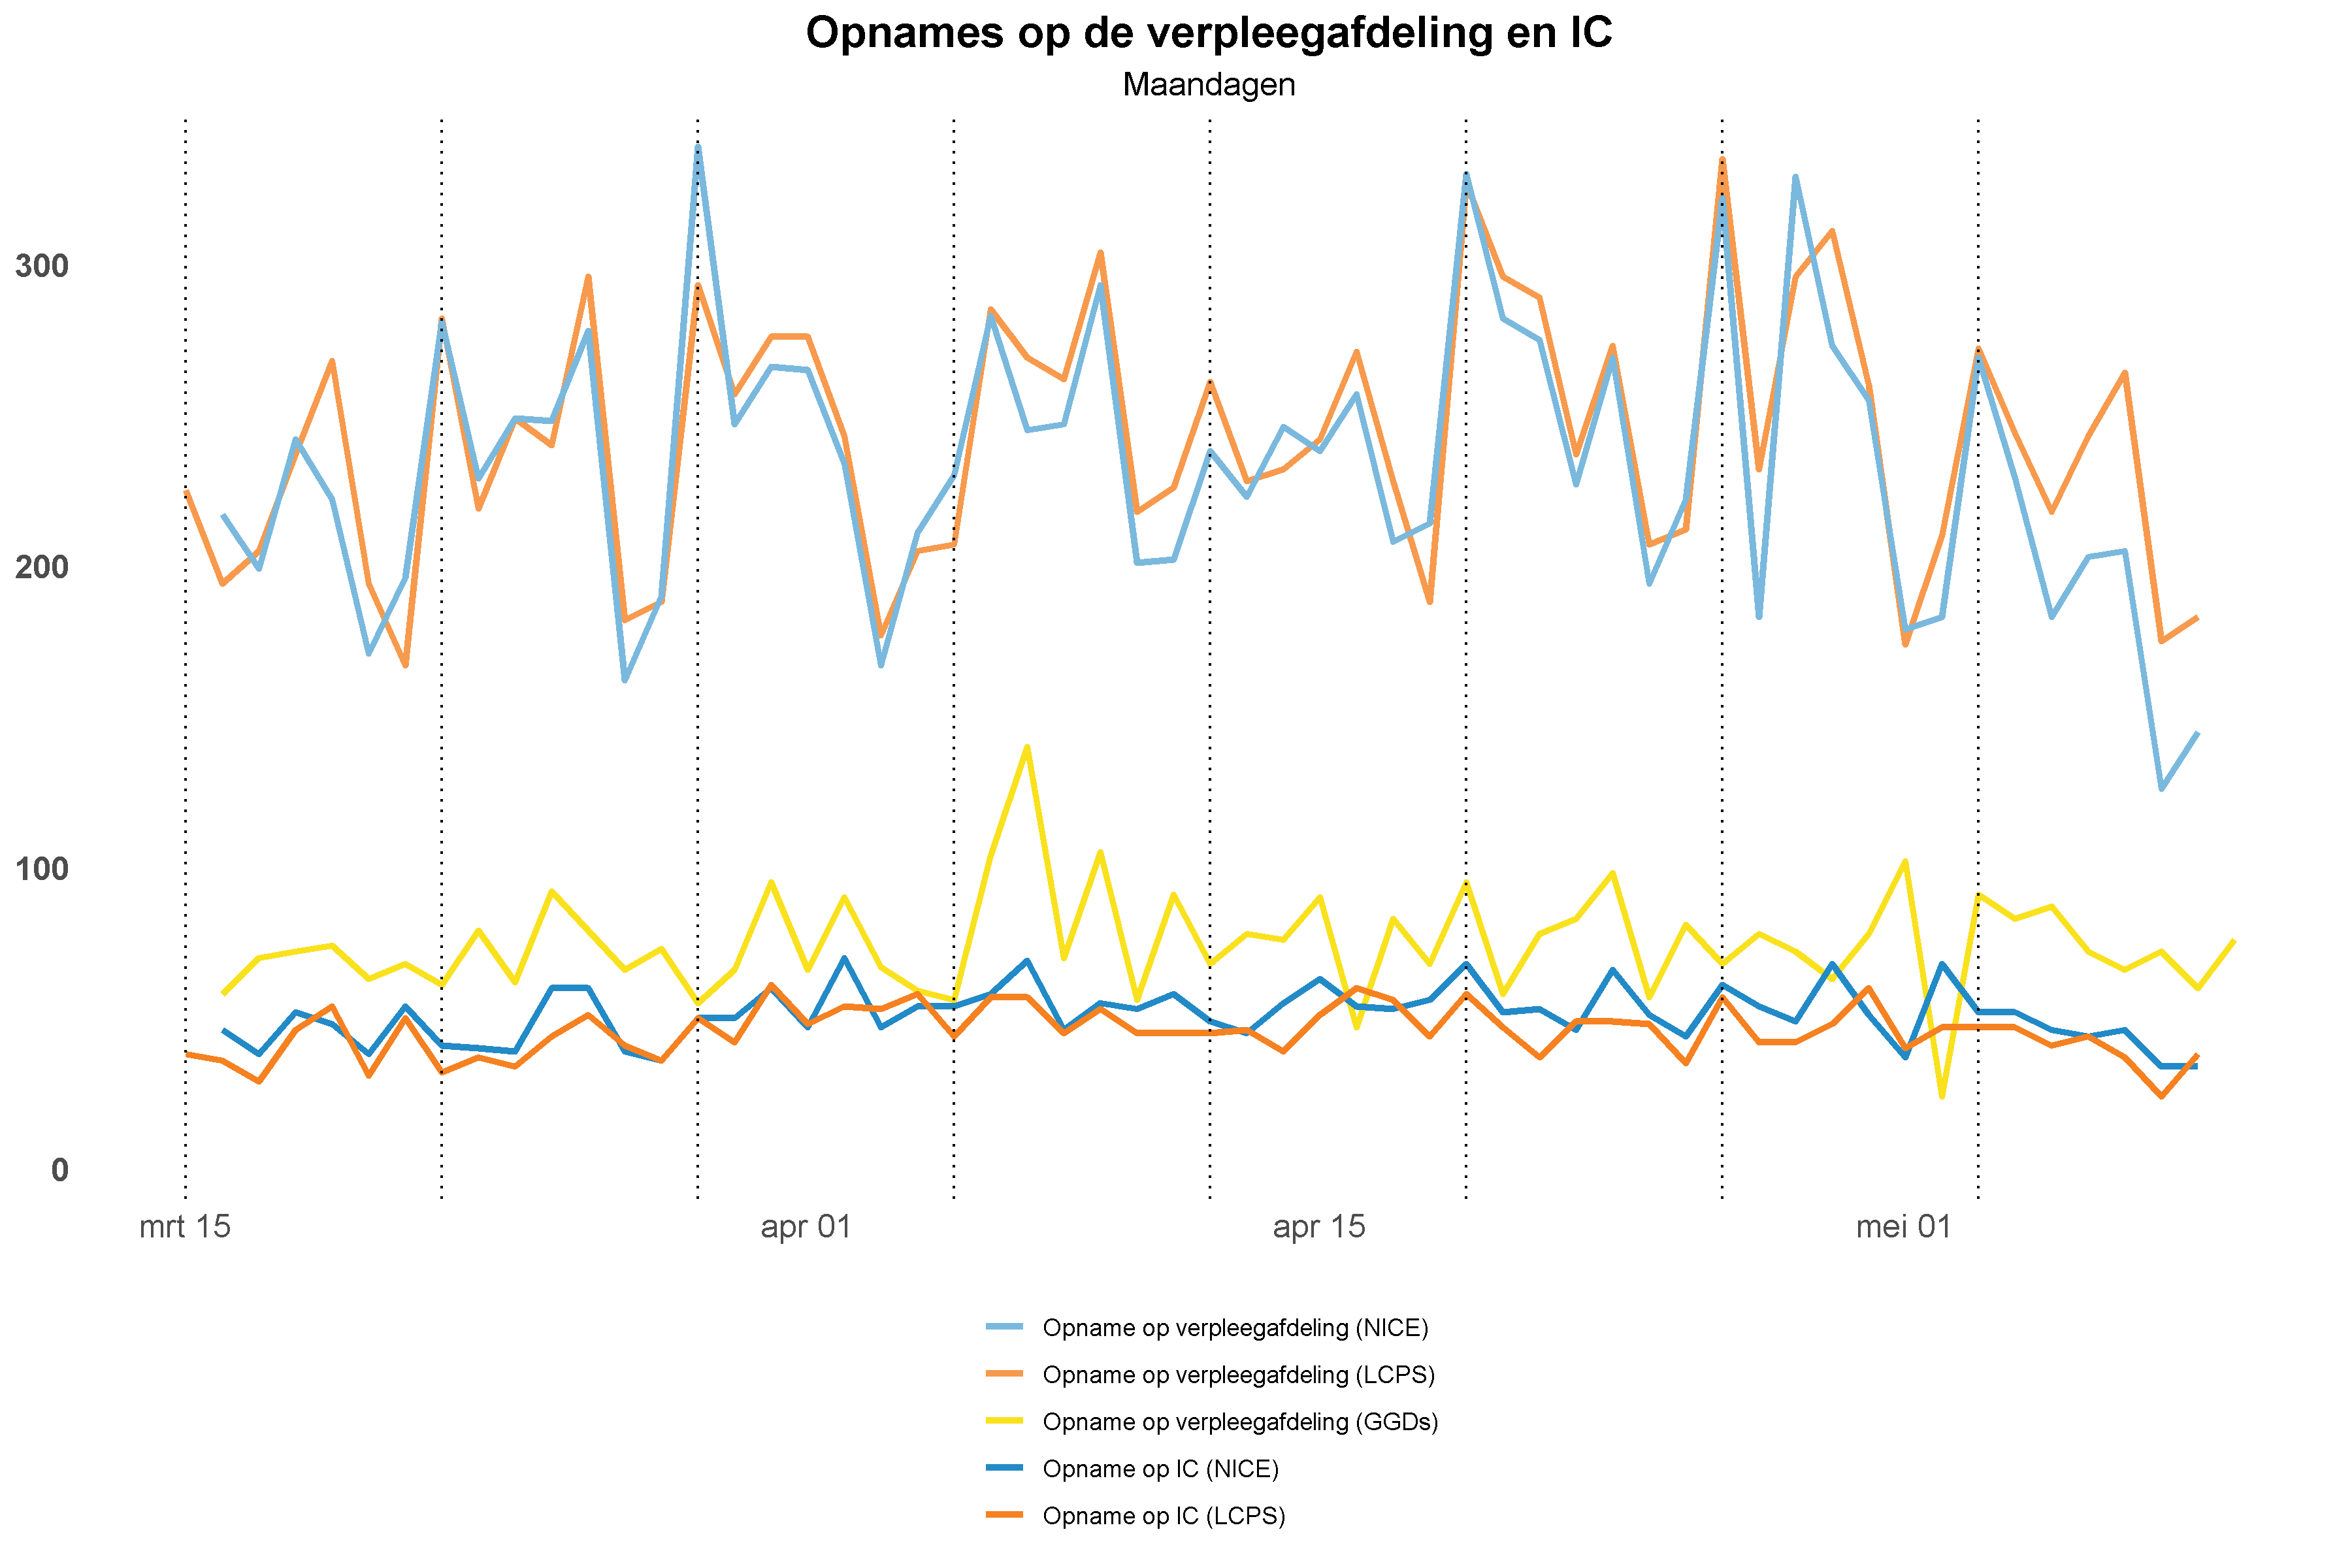 Opnames op de verpleegafdeling en IC
Maandagen
300
200
100
0
mrt 15 apr 01 apr 15 mei 01
Opname op verpleegafdeling (NICE)
Opname op verpleegafdeling (LCPS)
Opname op verpleegafdeling (GGDs)
Opname op IC (NICE)
Opname op IC (LCPS)